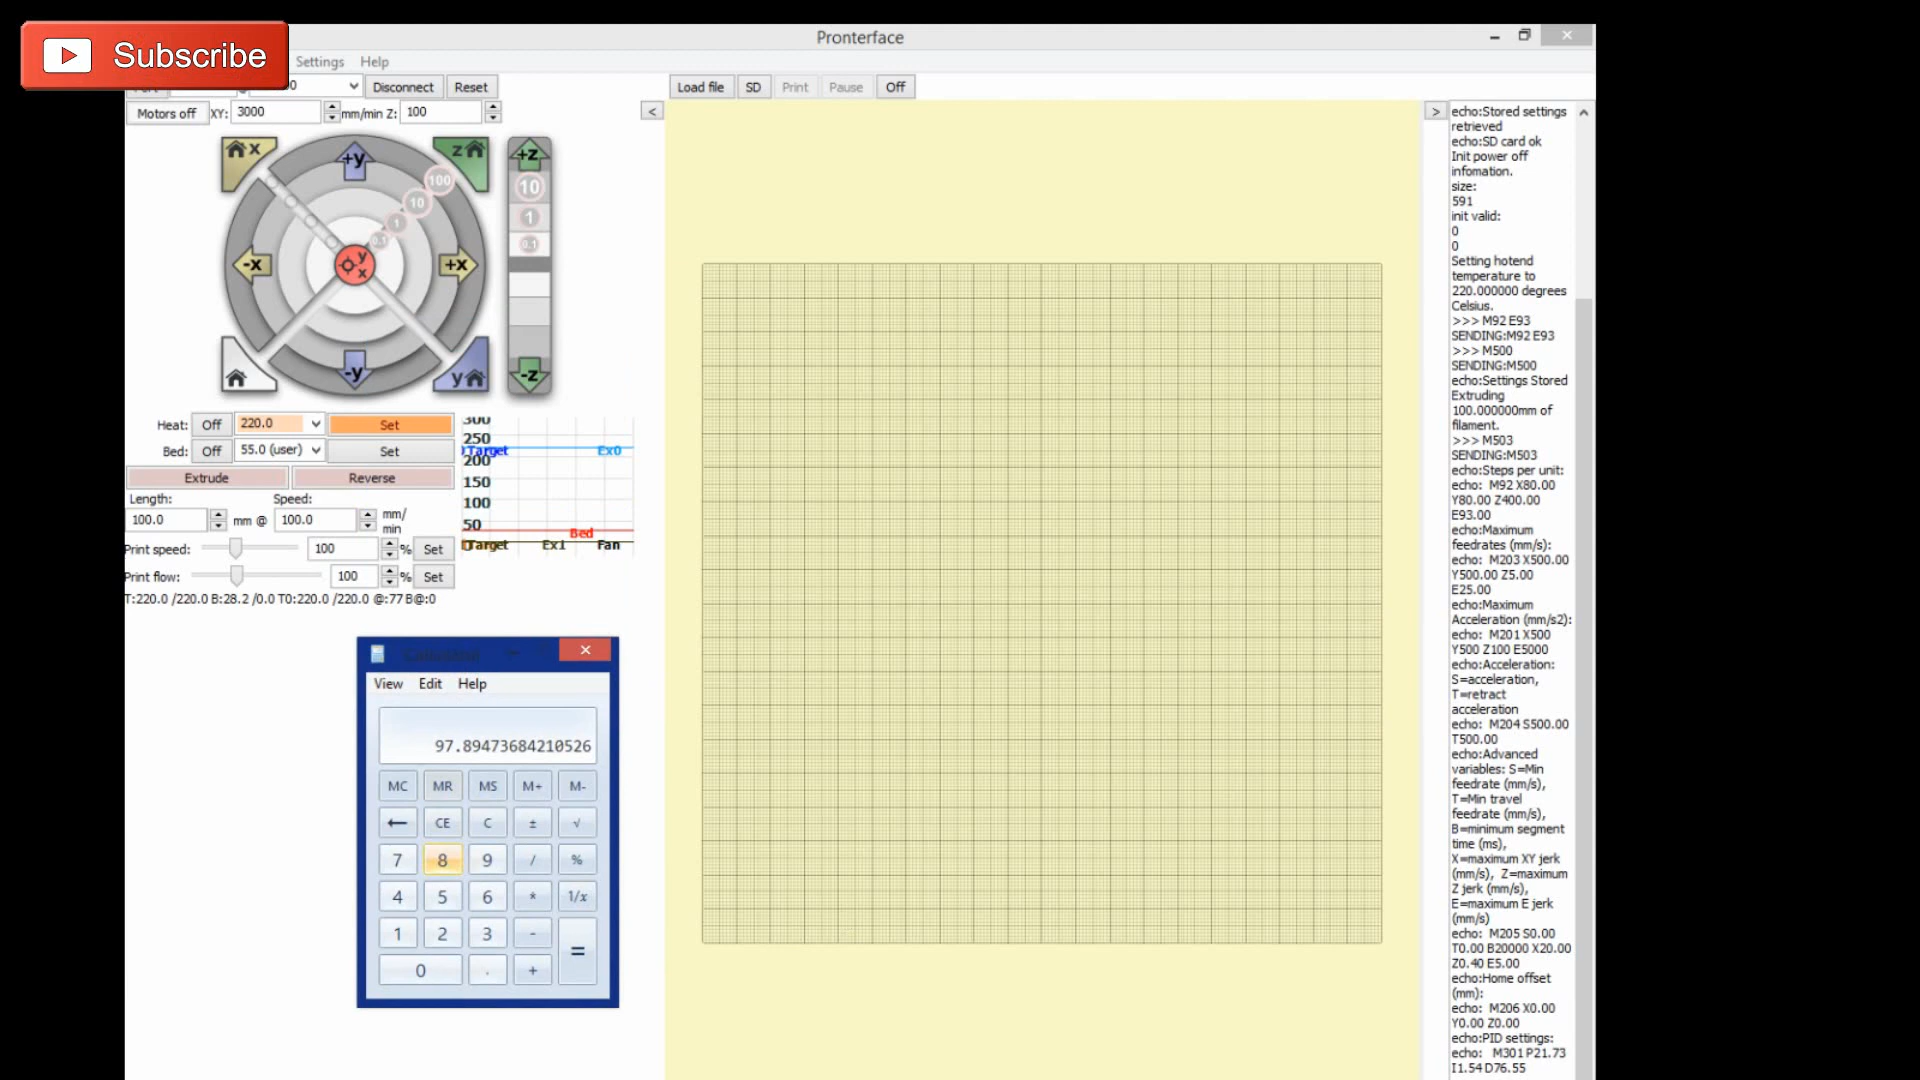 Subscribe
Pronterface
Settings Help
Disconnect Reset
Load file SD Print Pause Off
Motors off XY: 3000 mm/min Z: 100
< >
x +y z
100
10
1
0.1
-x y x +x
-y y
+z
10
1
0.1
-z
Heat: Off 220.0 Set
Bed: Off 55.0 (user) Set
Extrude Reverse
Length: Speed:
100.0 mm @ 100.0 mm/
min
Print speed: 100 % Set
Print flow: 100 % Set
T:220.0 /220.0 B:28.2 /0.0 T0:220.0 /220.0 @:77 B@:0
300
250
Target Ex0
200
150
100
50
Bed
Target Ex1 Fan
View Edit Help
97.89473684210526
MC MR MS M+ M-
← CE C ± √
7 8 9 / %
4 5 6 * 1/x
1 2 3 - =
0 . +
echo:Stored settings
retrieved
echo:SD card ok
Init power off
infomation.
size:
591
init valid:
0
0
Setting hotend
temperature to
220.000000 degrees
Celsius.
>>> M92 E93
SENDING:M92 E93
>>> M500
SENDING:M500
echo:Settings Stored
Extruding
100.000000mm of
filament.
>>> M503
SENDING:M503
echo:Steps per unit:
echo: M92 X80.00
Y80.00 Z400.00
E93.00
echo:Maximum
feedrates (mm/s):
echo: M203 X500.00
Y500.00 Z5.00
E25.00
echo:Maximum
Acceleration (mm/s2):
echo: M201 X500
Y500 Z100 E5000
echo:Acceleration:
S=acceleration,
T=retract
acceleration
echo: M204 S500.00
T500.00
echo:Advanced
variables: S=Min
feedrate (mm/s),
T=Min travel
feedrate (mm/s),
B=minimum segment
time (ms),
X=maximum XY jerk
(mm/s), Z=maximum
Z jerk (mm/s),
E=maximum E jerk
(mm/s)
echo: M205 S0.00
T0.00 B20000 X20.00
Z0.40 E5.00
echo:Home offset
(mm):
echo: M206 X0.00
Y0.00 Z0.00
echo:PID settings:
echo: M301 P21.73
I1.54 D76.55